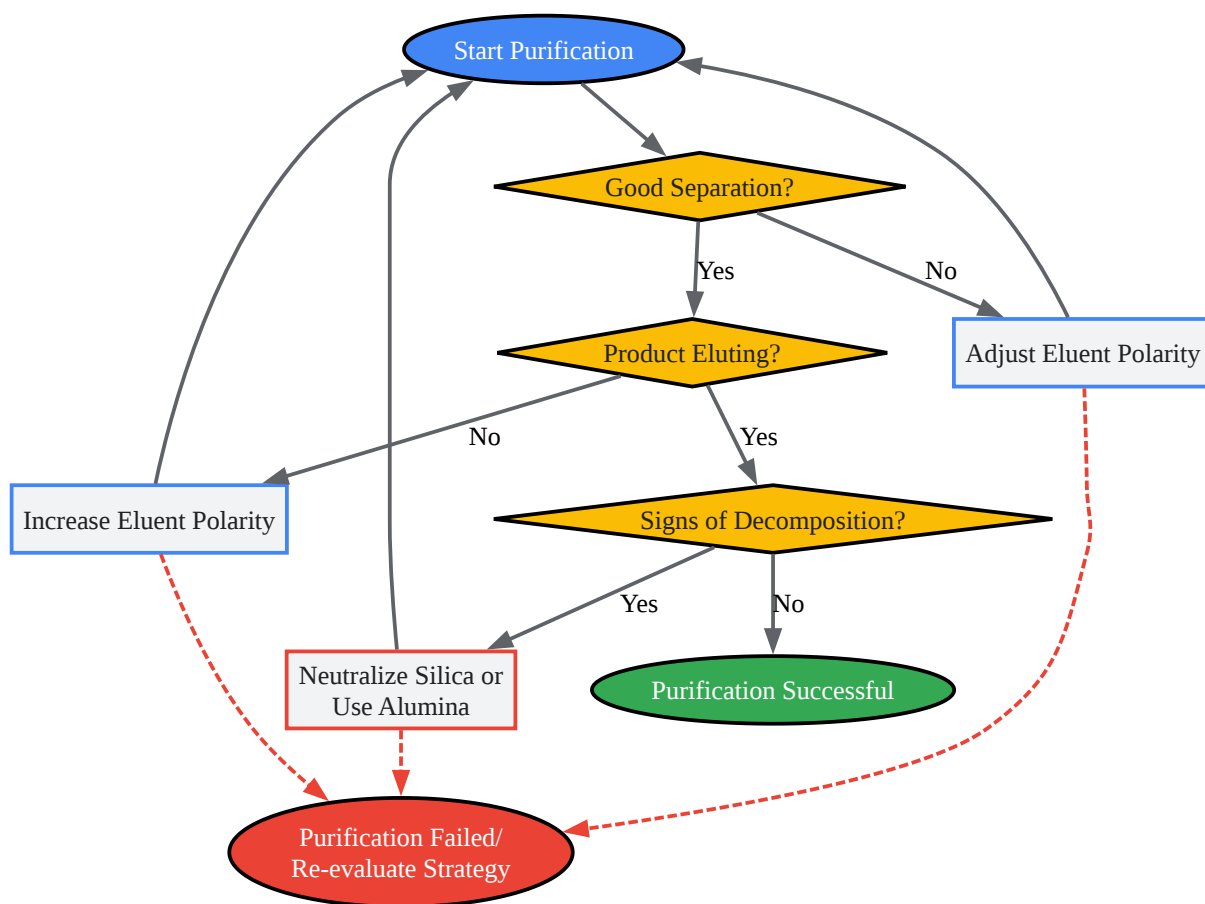 Start Purification
Good Separation?
Yes
No
Product Eluting?
Adjust Eluent Polarity
No
Yes
Increase Eluent Polarity
Signs of Decomposition?
Yes
No
Neutralize Silica or
Use Alumina
Purification Successful
Purification Failed/
Re-evaluate Strategy